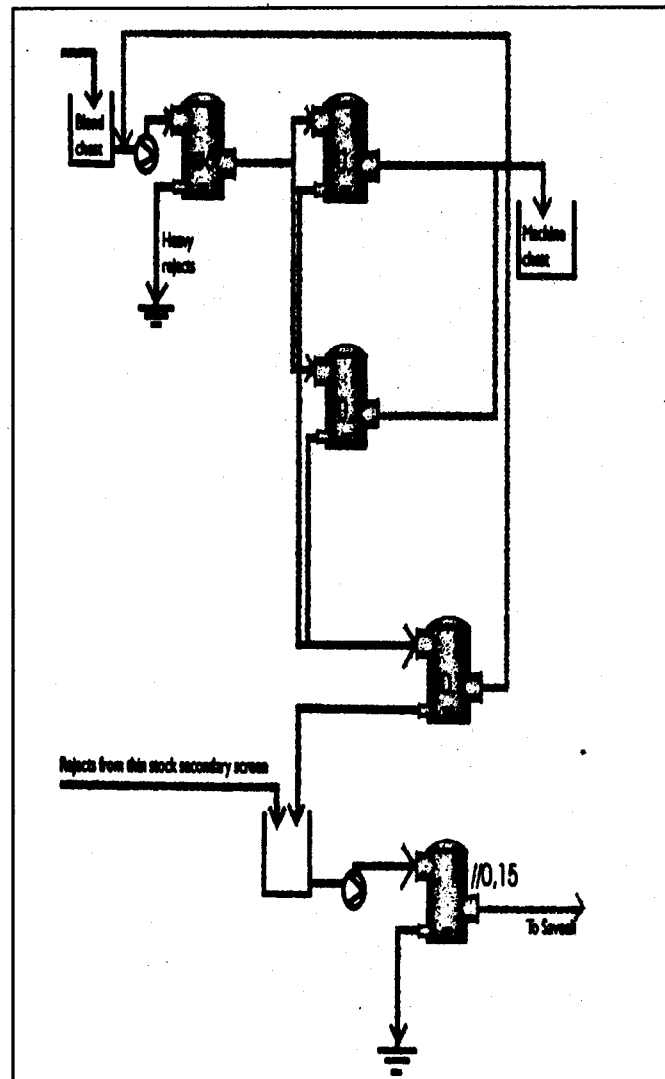 Blend
chest
Heavy
rejects
Machine
chest
Rejects from thin stock secondary screen
//0,15
To Saveall